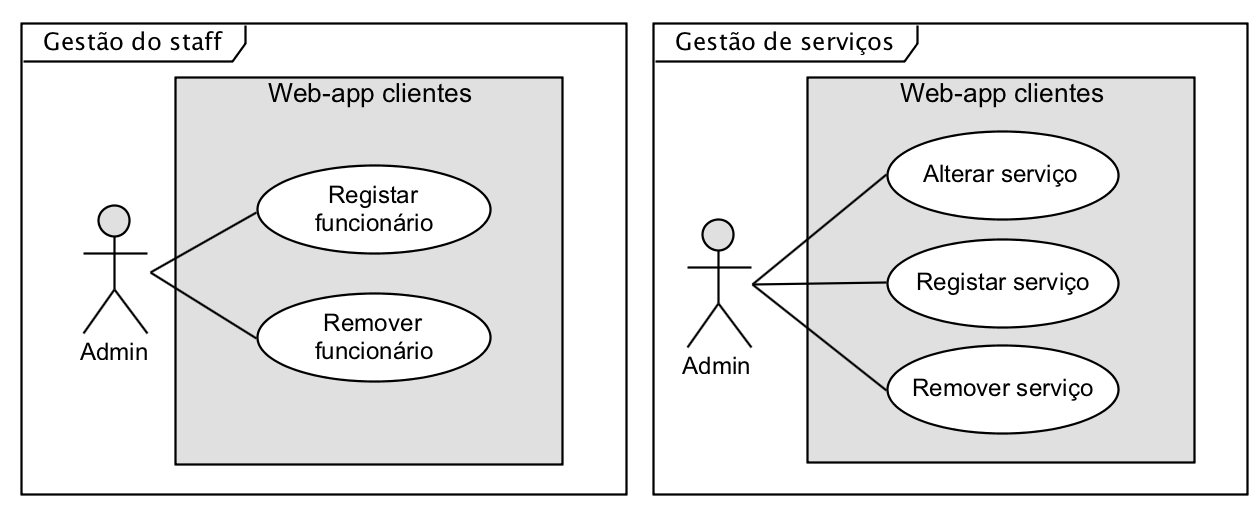 Gestão do staff
Web-app clientes
Registar
funcionário
Remover
funcionário
Admin
Gestão de serviços
Web-app clientes
Alterar serviço
Registar serviço
Remover serviço
Admin